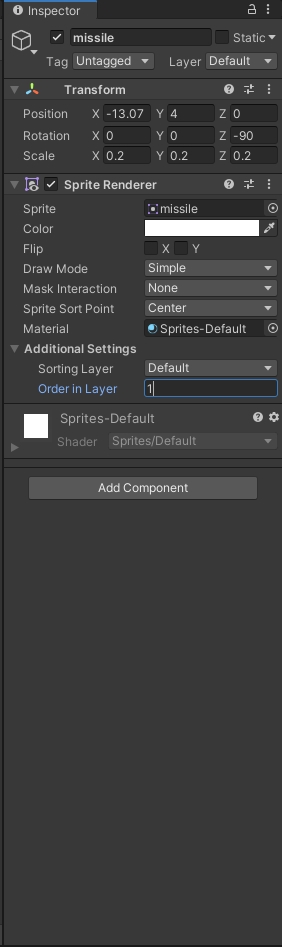 Inspector
missile Static
Tag Untagged Layer Default
Transform
Position X -13.07 Y 4 Z 0
Rotation X 0 Y 0 Z -90
Scale X 0.2 Y 0.2 Z 0.2
Sprite Renderer
Sprite missile
Color
Flip X Y
Draw Mode Simple
Mask Interaction None
Sprite Sort Point Center
Material Sprites-Default
Additional Settings
Sorting Layer Default
Order in Layer 1
Sprites-Default
Shader Sprites/Default
Add Component